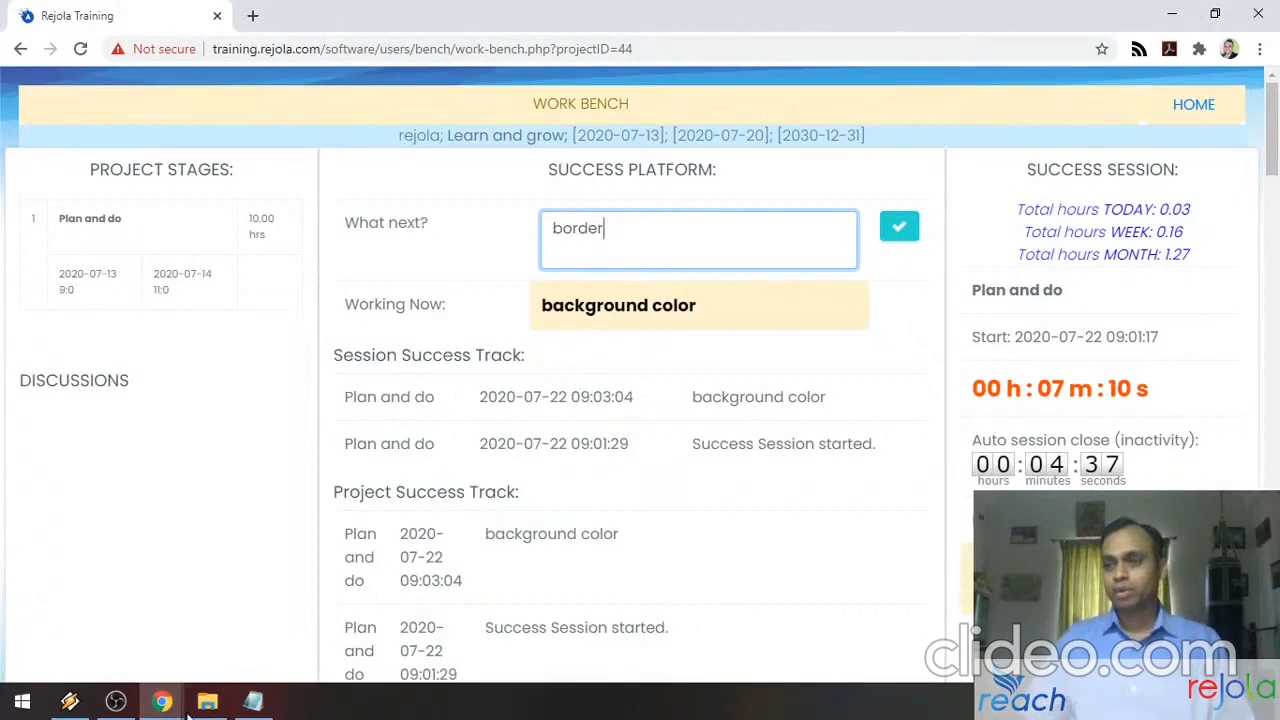 Rejola Training
Not secure
training.rejola.com/software/users/bench/work-bench.php?projectID=44
WORK BENCH
HOME
rejola; Learn and grow; [2020-07-13]; [2020-07-20]; [2030-12-31]
PROJECT STAGES:
1
Plan and do
10.00
hrs
2020-07-13
9:0
2020-07-14
11:0
DISCUSSIONS
SUCCESS PLATFORM:
What next?
border
Working Now:
background color
Session Success Track:
Plan and do 2020-07-22 09:03:04 background color
Plan and do 2020-07-22 09:01:29 Success Session started.
Project Success Track:
Plan
and
do
2020-
07-22
09:03:04
background color
Plan
and
do
2020-
07-22
09:01:29
Success Session started.
SUCCESS SESSION:
Total hours TODAY: 0.03
Total hours WEEK: 0.16
Total hours MONTH: 1.27
Plan and do
Start: 2020-07-22 09:01:17
00 h : 07 m : 10 s
Auto session close (inactivity):
00:04:37
hours minutes seconds
clideo.com
reach
rejola